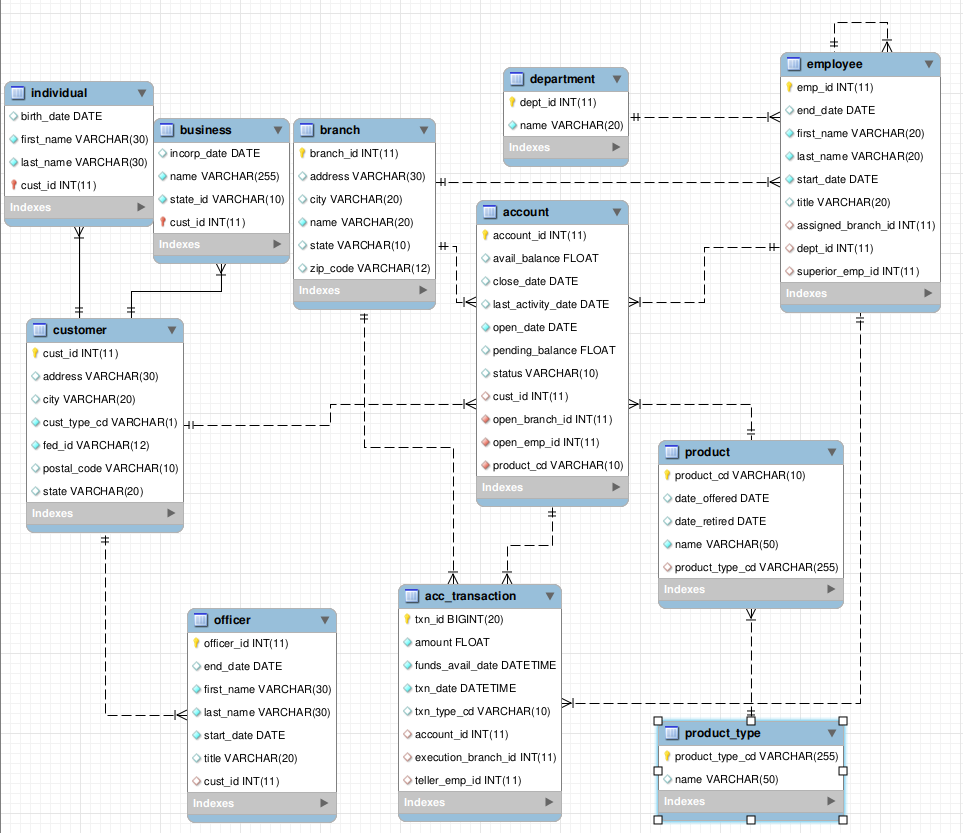 individual
birth_date DATE
first_name VARCHAR(30)
last_name VARCHAR(30)
cust_id INT(11)
Indexes
business
incorp_date DATE
name VARCHAR(255)
state_id VARCHAR(10)
cust_id INT(11)
Indexes
branch
branch_id INT(11)
address VARCHAR(30)
city VARCHAR(20)
name VARCHAR(20)
state VARCHAR(10)
zip_code VARCHAR(12)
Indexes
department
dept_id INT(11)
name VARCHAR(20)
Indexes
employee
emp_id INT(11)
end_date DATE
first_name VARCHAR(20)
last_name VARCHAR(20)
start_date DATE
title VARCHAR(20)
assigned_branch_id INT(11)
dept_id INT(11)
superior_emp_id INT(11)
Indexes
account
account_id INT(11)
avail_balance FLOAT
close_date DATE
last_activity_date DATE
open_date DATE
pending_balance FLOAT
status VARCHAR(10)
cust_id INT(11)
open_branch_id INT(11)
open_emp_id INT(11)
product_cd VARCHAR(10)
Indexes
customer
cust_id INT(11)
address VARCHAR(30)
city VARCHAR(20)
cust_type_cd VARCHAR(1)
fed_id VARCHAR(12)
postal_code VARCHAR(10)
state VARCHAR(20)
Indexes
product
product_cd VARCHAR(10)
date_offered DATE
date_retired DATE
name VARCHAR(50)
product_type_cd VARCHAR(255)
Indexes
officer
officer_id INT(11)
end_date DATE
first_name VARCHAR(30)
last_name VARCHAR(30)
start_date DATE
title VARCHAR(20)
cust_id INT(11)
Indexes
acc_transaction
txn_id BIGINT(20)
amount FLOAT
funds_avail_date DATETIME
txn_date DATETIME
txn_type_cd VARCHAR(10)
account_id INT(11)
execution_branch_id INT(11)
teller_emp_id INT(11)
Indexes
product_type
product_type_cd VARCHAR(255)
name VARCHAR(50)
Indexes